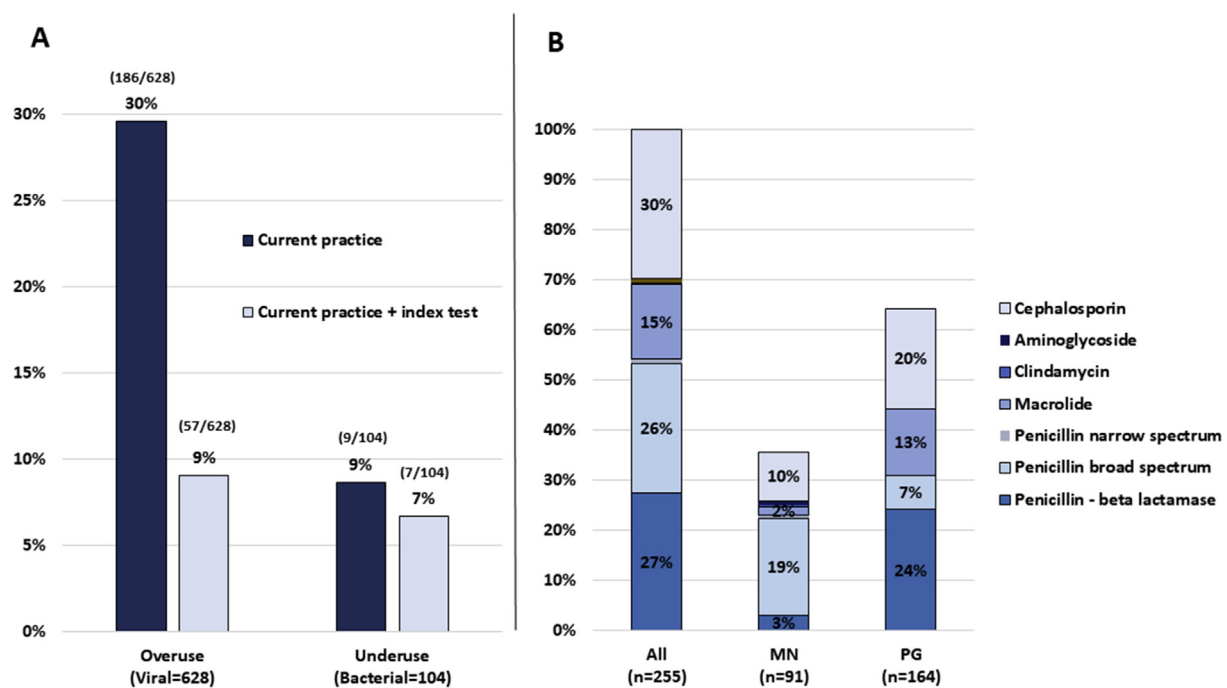 A
(186/628)
30%
30%
25%
20%
15%
10%
5%
0%
Current practice
Current practice + index test
(57/628)
9%
(9/104)
9%
(7/104)
7%
Overuse
(Viral=628)
Underuse
(Bacterial=104)
B
100%
90%
80%
70%
60%
50%
40%
30%
20%
10%
0%
30%
15%
26%
27%
10%
2%
19%
3%
20%
13%
7%
24%
All
(n=255)
MN
(n=91)
PG
(n=164)
Cephalosporin
Aminoglycoside
Clindamycin
Macrolide
Penicillin narrow spectrum
Penicillin broad spectrum
Penicillin - beta lactamase